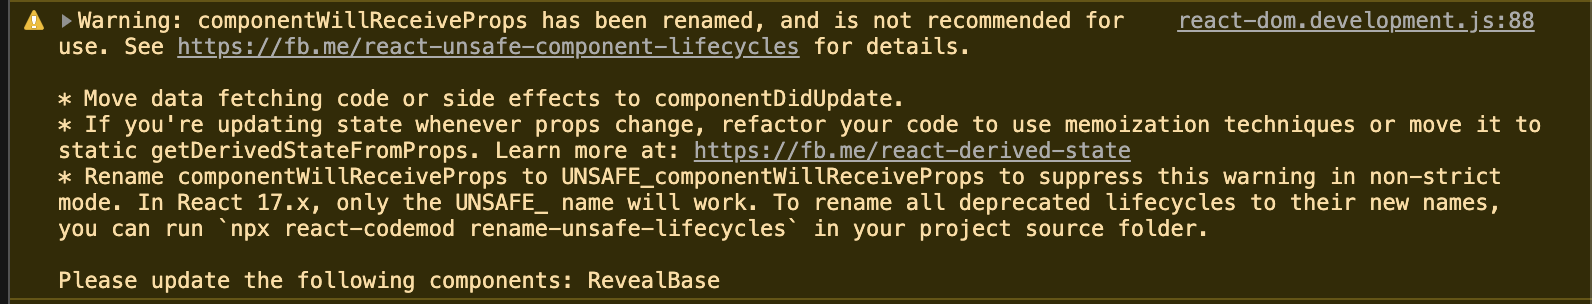 Warning: componentWillReceiveProps has been renamed, and is not recommended for react-dom.development.js:88
use. See https://fb.me/react-unsafe-component-lifecycles for details.
* Move data fetching code or side effects to componentDidUpdate.
* If you're updating state whenever props change, refactor your code to use memoization techniques or move it to
static getDerivedStateFromProps. Learn more at: https://fb.me/react-derived-state
* Rename componentWillReceiveProps to UNSAFE_componentWillReceiveProps to suppress this warning in non-strict
mode. In React 17.x, only the UNSAFE_ name will work. To rename all deprecated lifecycles to their new names,
you can run `npx react-codemod rename-unsafe-lifecycles` in your project source folder.
Please update the following components: RevealBase